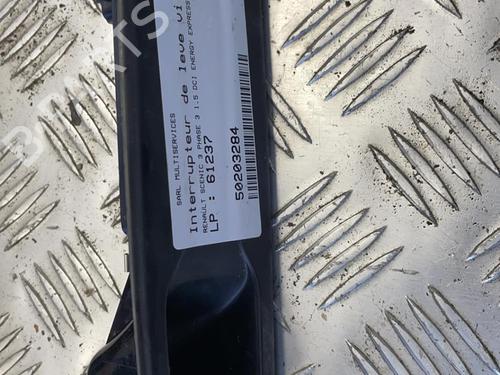 SARL MULTISERVICES
Interrupteur de leve vi
RENAULT SCENIC 3 PHASE 3 1.5 DCI ENERGY EXPRESS
LP : 61237
50203284
PARTS